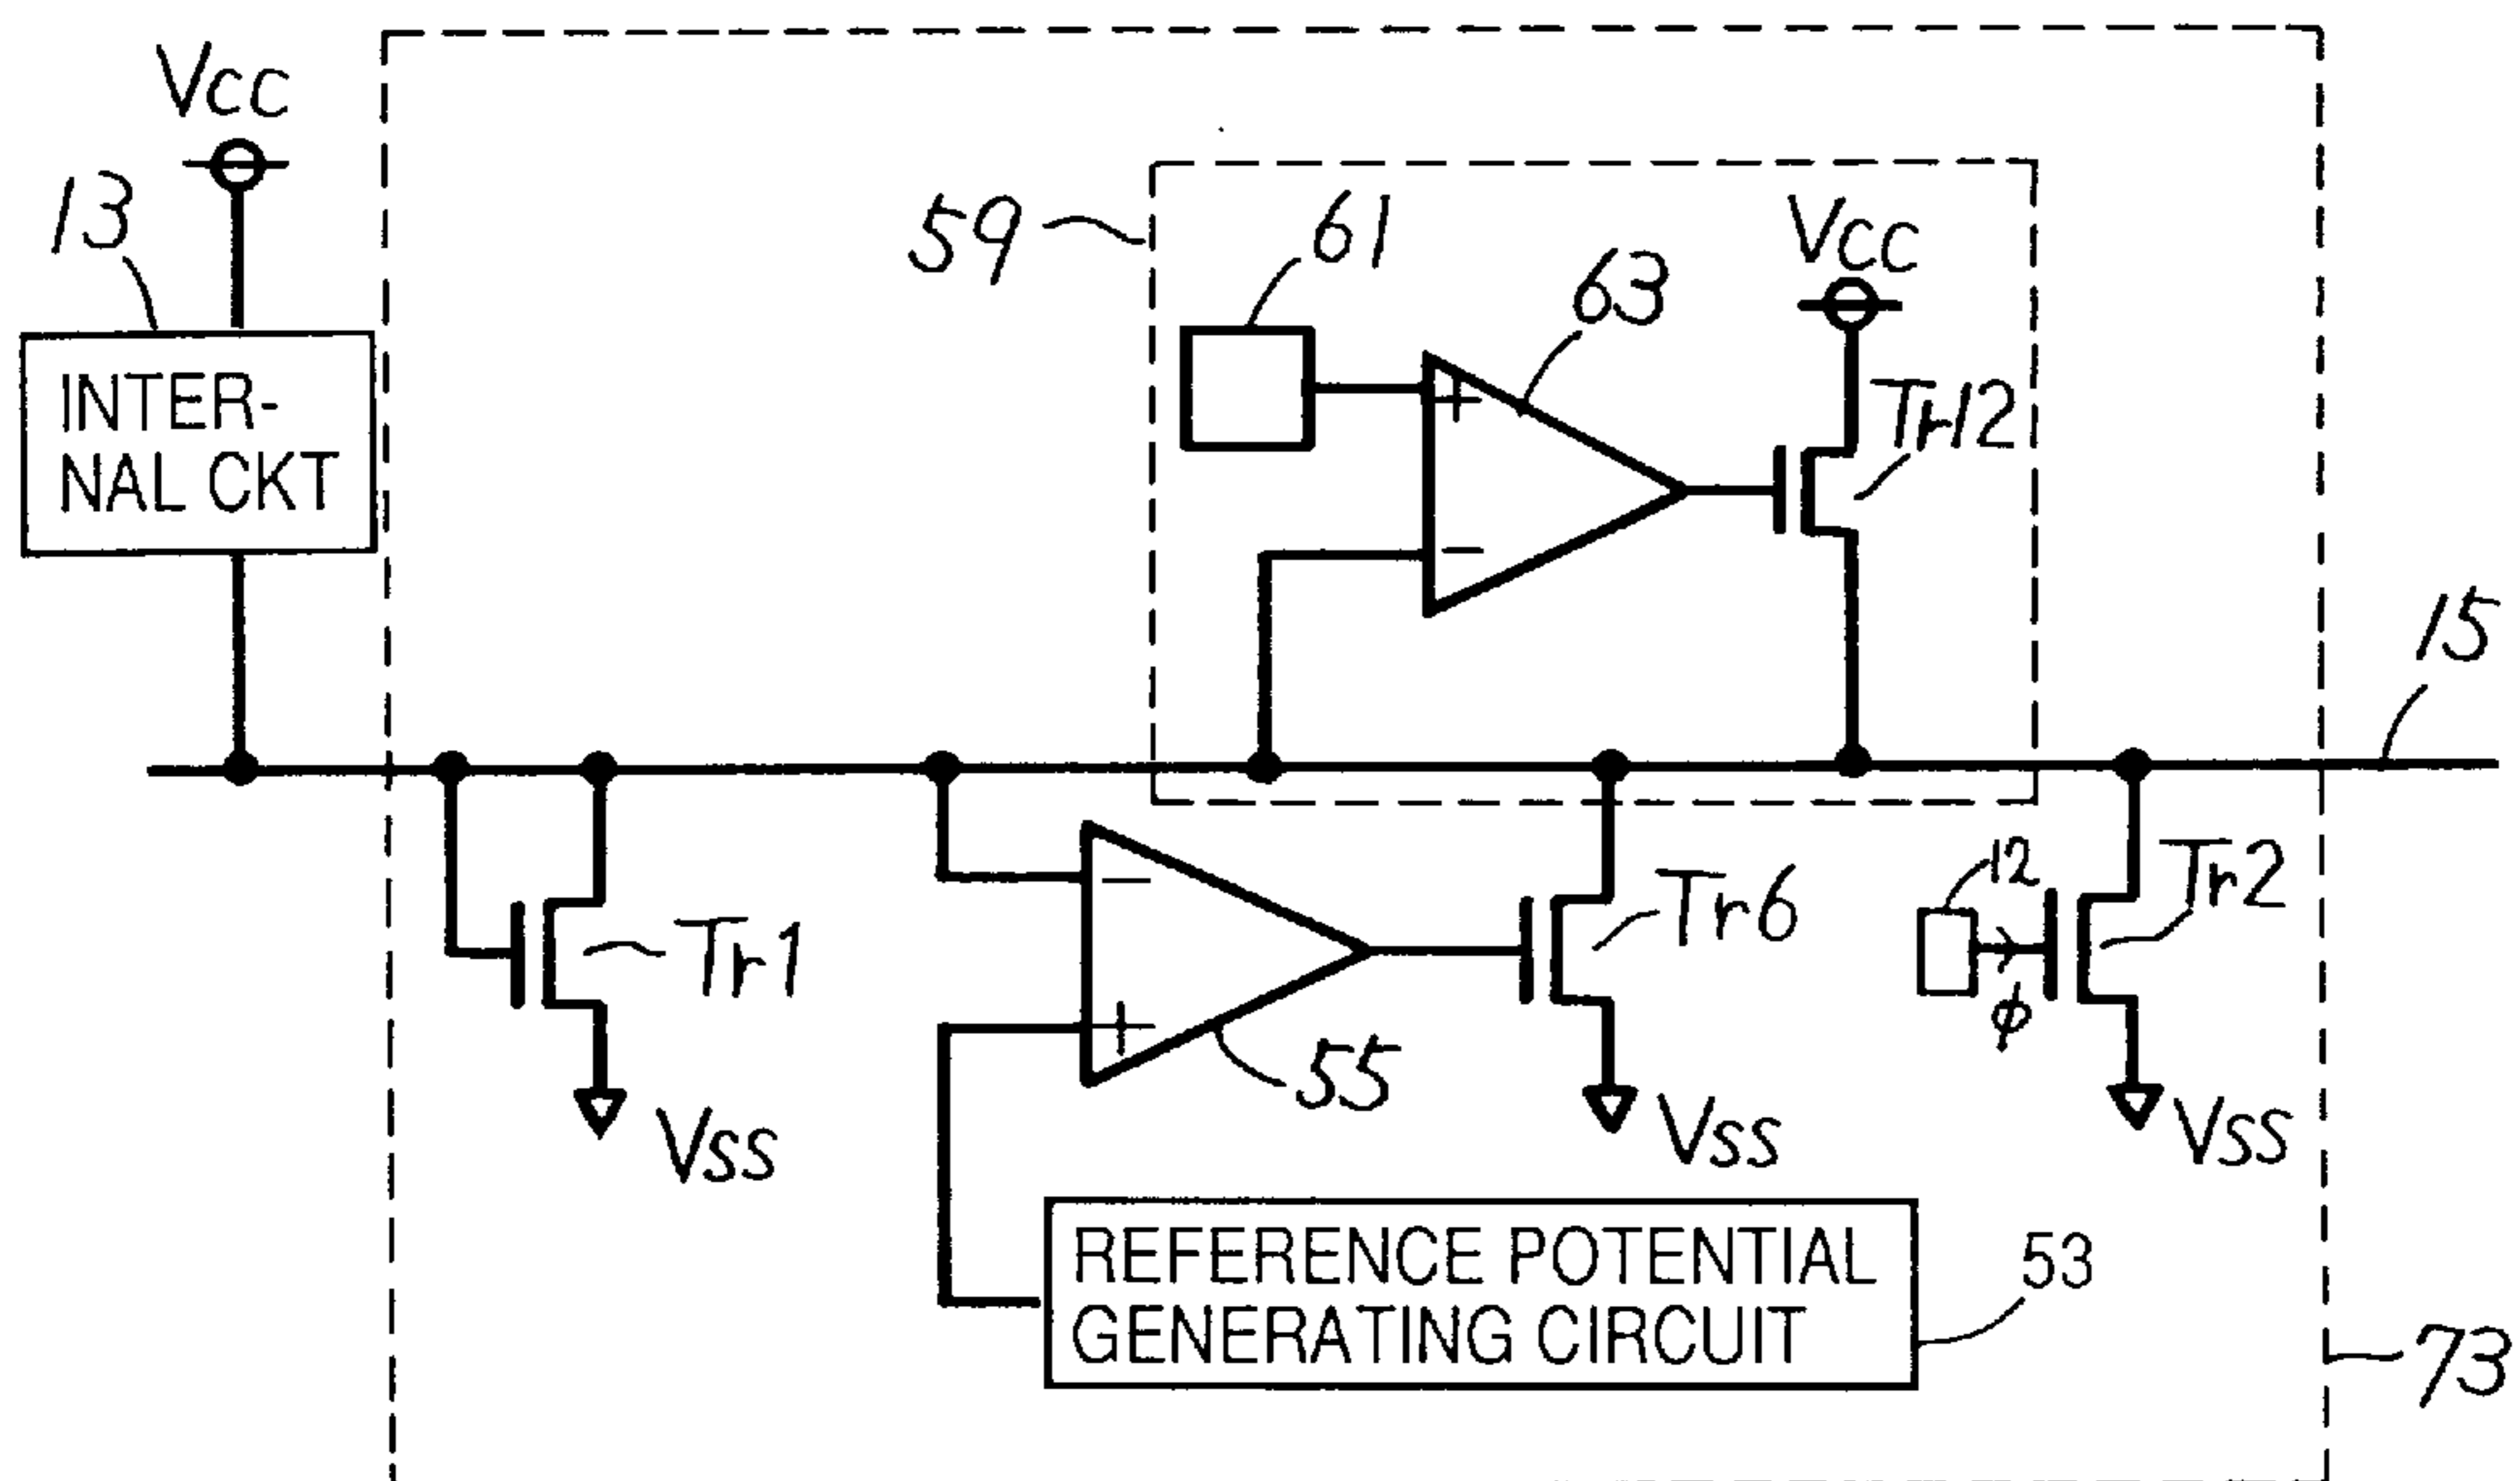 Vcc
13
INTER-
NAL CKT
59
61
63
Vcc
Tr12
15
+
−
Tr1
Vss
−
+
55
Tr6
Vss
12
φ
Tr2
Vss
REFERENCE POTENTIAL
GENERATING CIRCUIT
53
73